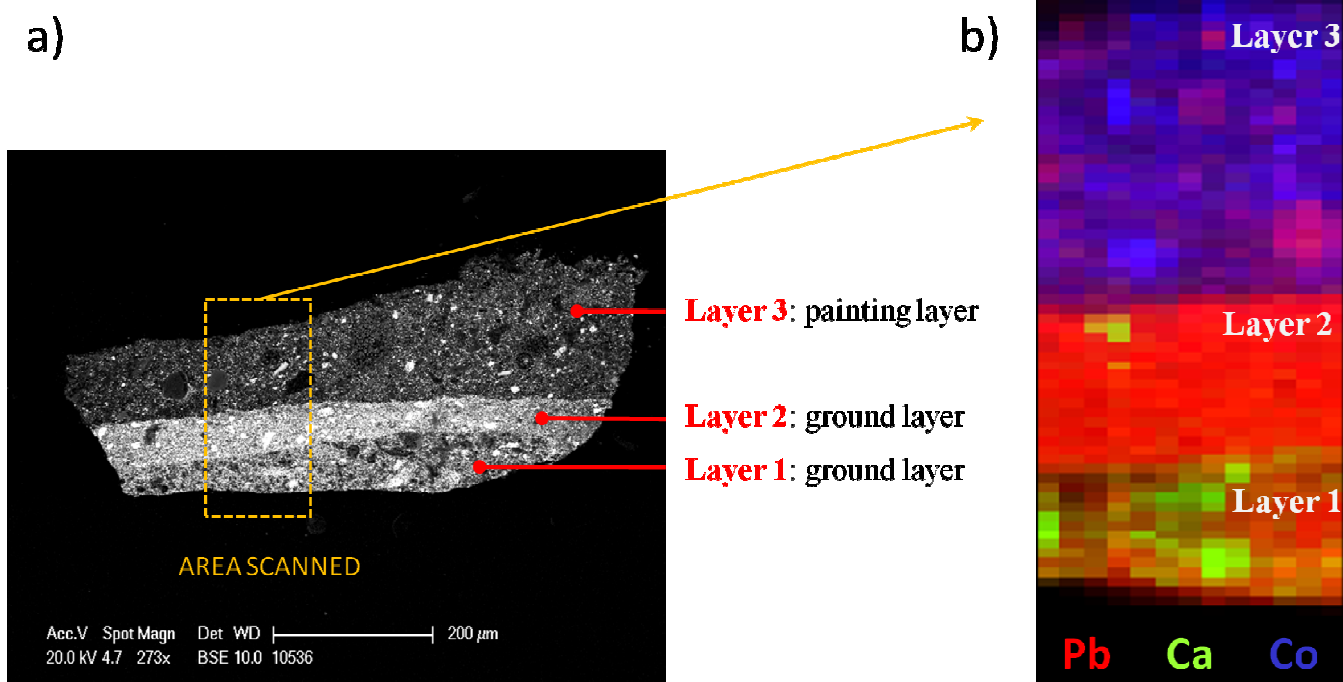 a)
b)
Layer 3
Layer 3: painting layer
Layer 2
Layer 2: ground layer
Layer 1: ground layer
Layer 1
AREA SCANNED
Acc.V Spot Magn Det WD 200 µm
20.0 kV 4.7 273x BSE 10.0 10536
Pb Ca Co